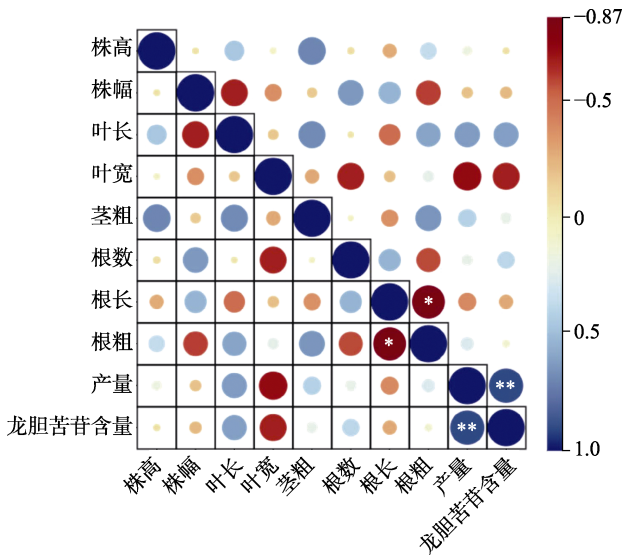 株高
株幅
叶长
叶宽
茎粗
根数
根长
*
根粗
*
产量
**
龙胆苦苷含量
**
株高
株幅
叶长
叶宽
茎粗
根数
根长
根粗
产量
龙胆苦苷含量
−0.87
−0.5
0
0.5
1.0